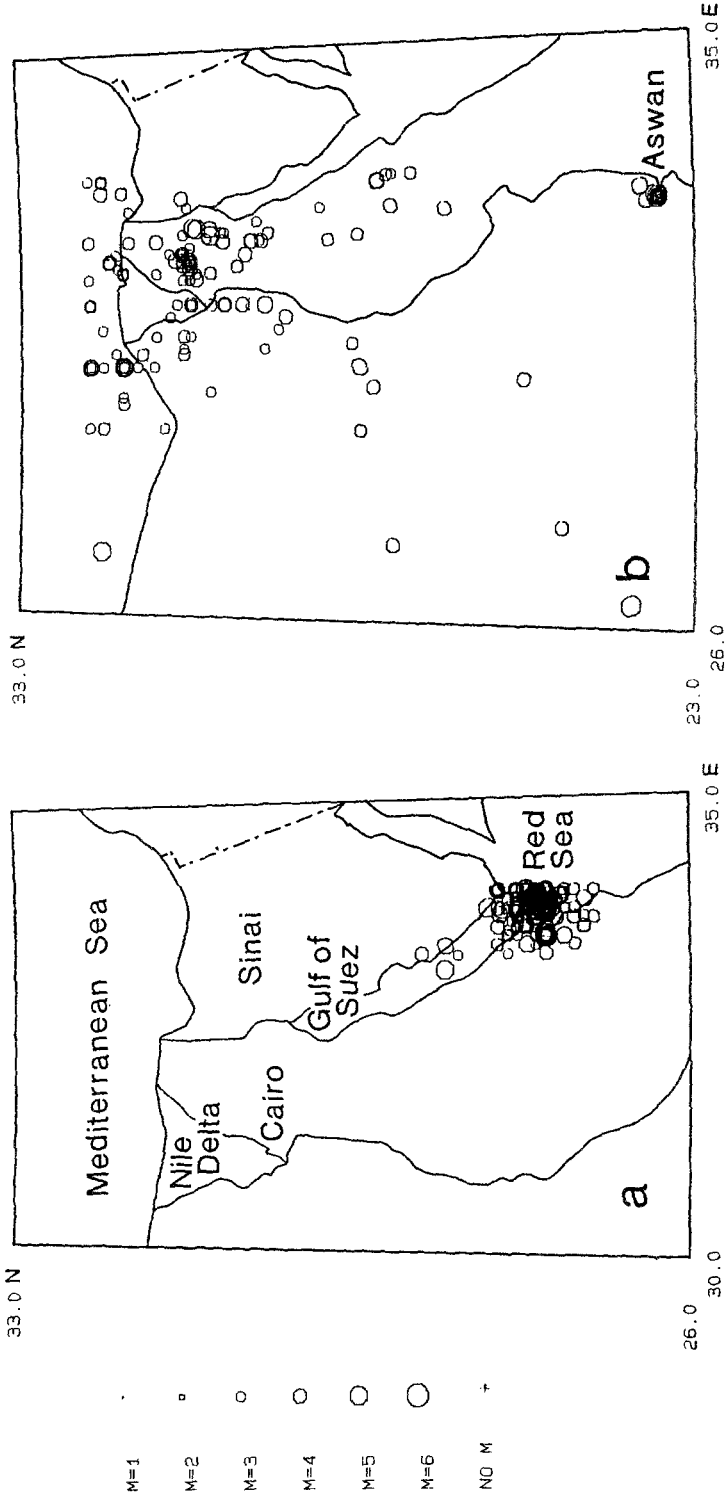 M=1
M=2
M=3
M=4
M=5
M=6
NO M
33.0 N
Mediterranean Sea
Nile
Delta
Cairo
Sinai
Gulf of
Suez
Red
Sea
a
26.0
30.0
35.0 E
33.0 N
Aswan
b
23.0
26.0
35.0 E